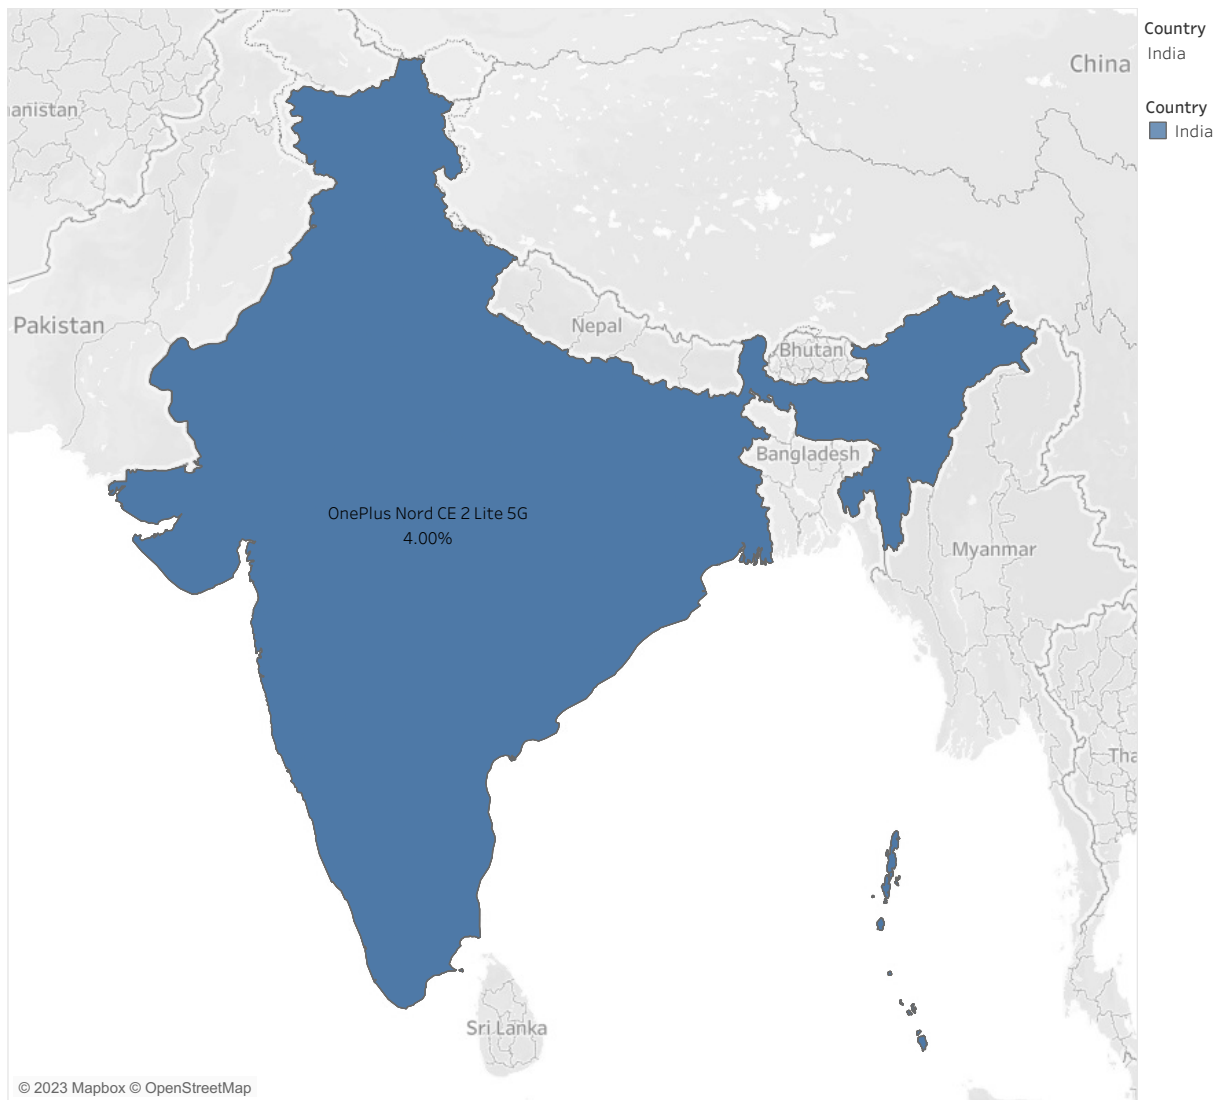 Country
India
Country
India
China
hanistan
Pakistan
Nepal
Bhutan
Bangladesh
OnePlus Nord CE 2 Lite 5G
4.00%
Myanmar
Tha
Sri Lanka
© 2023 Mapbox © OpenStreetMap